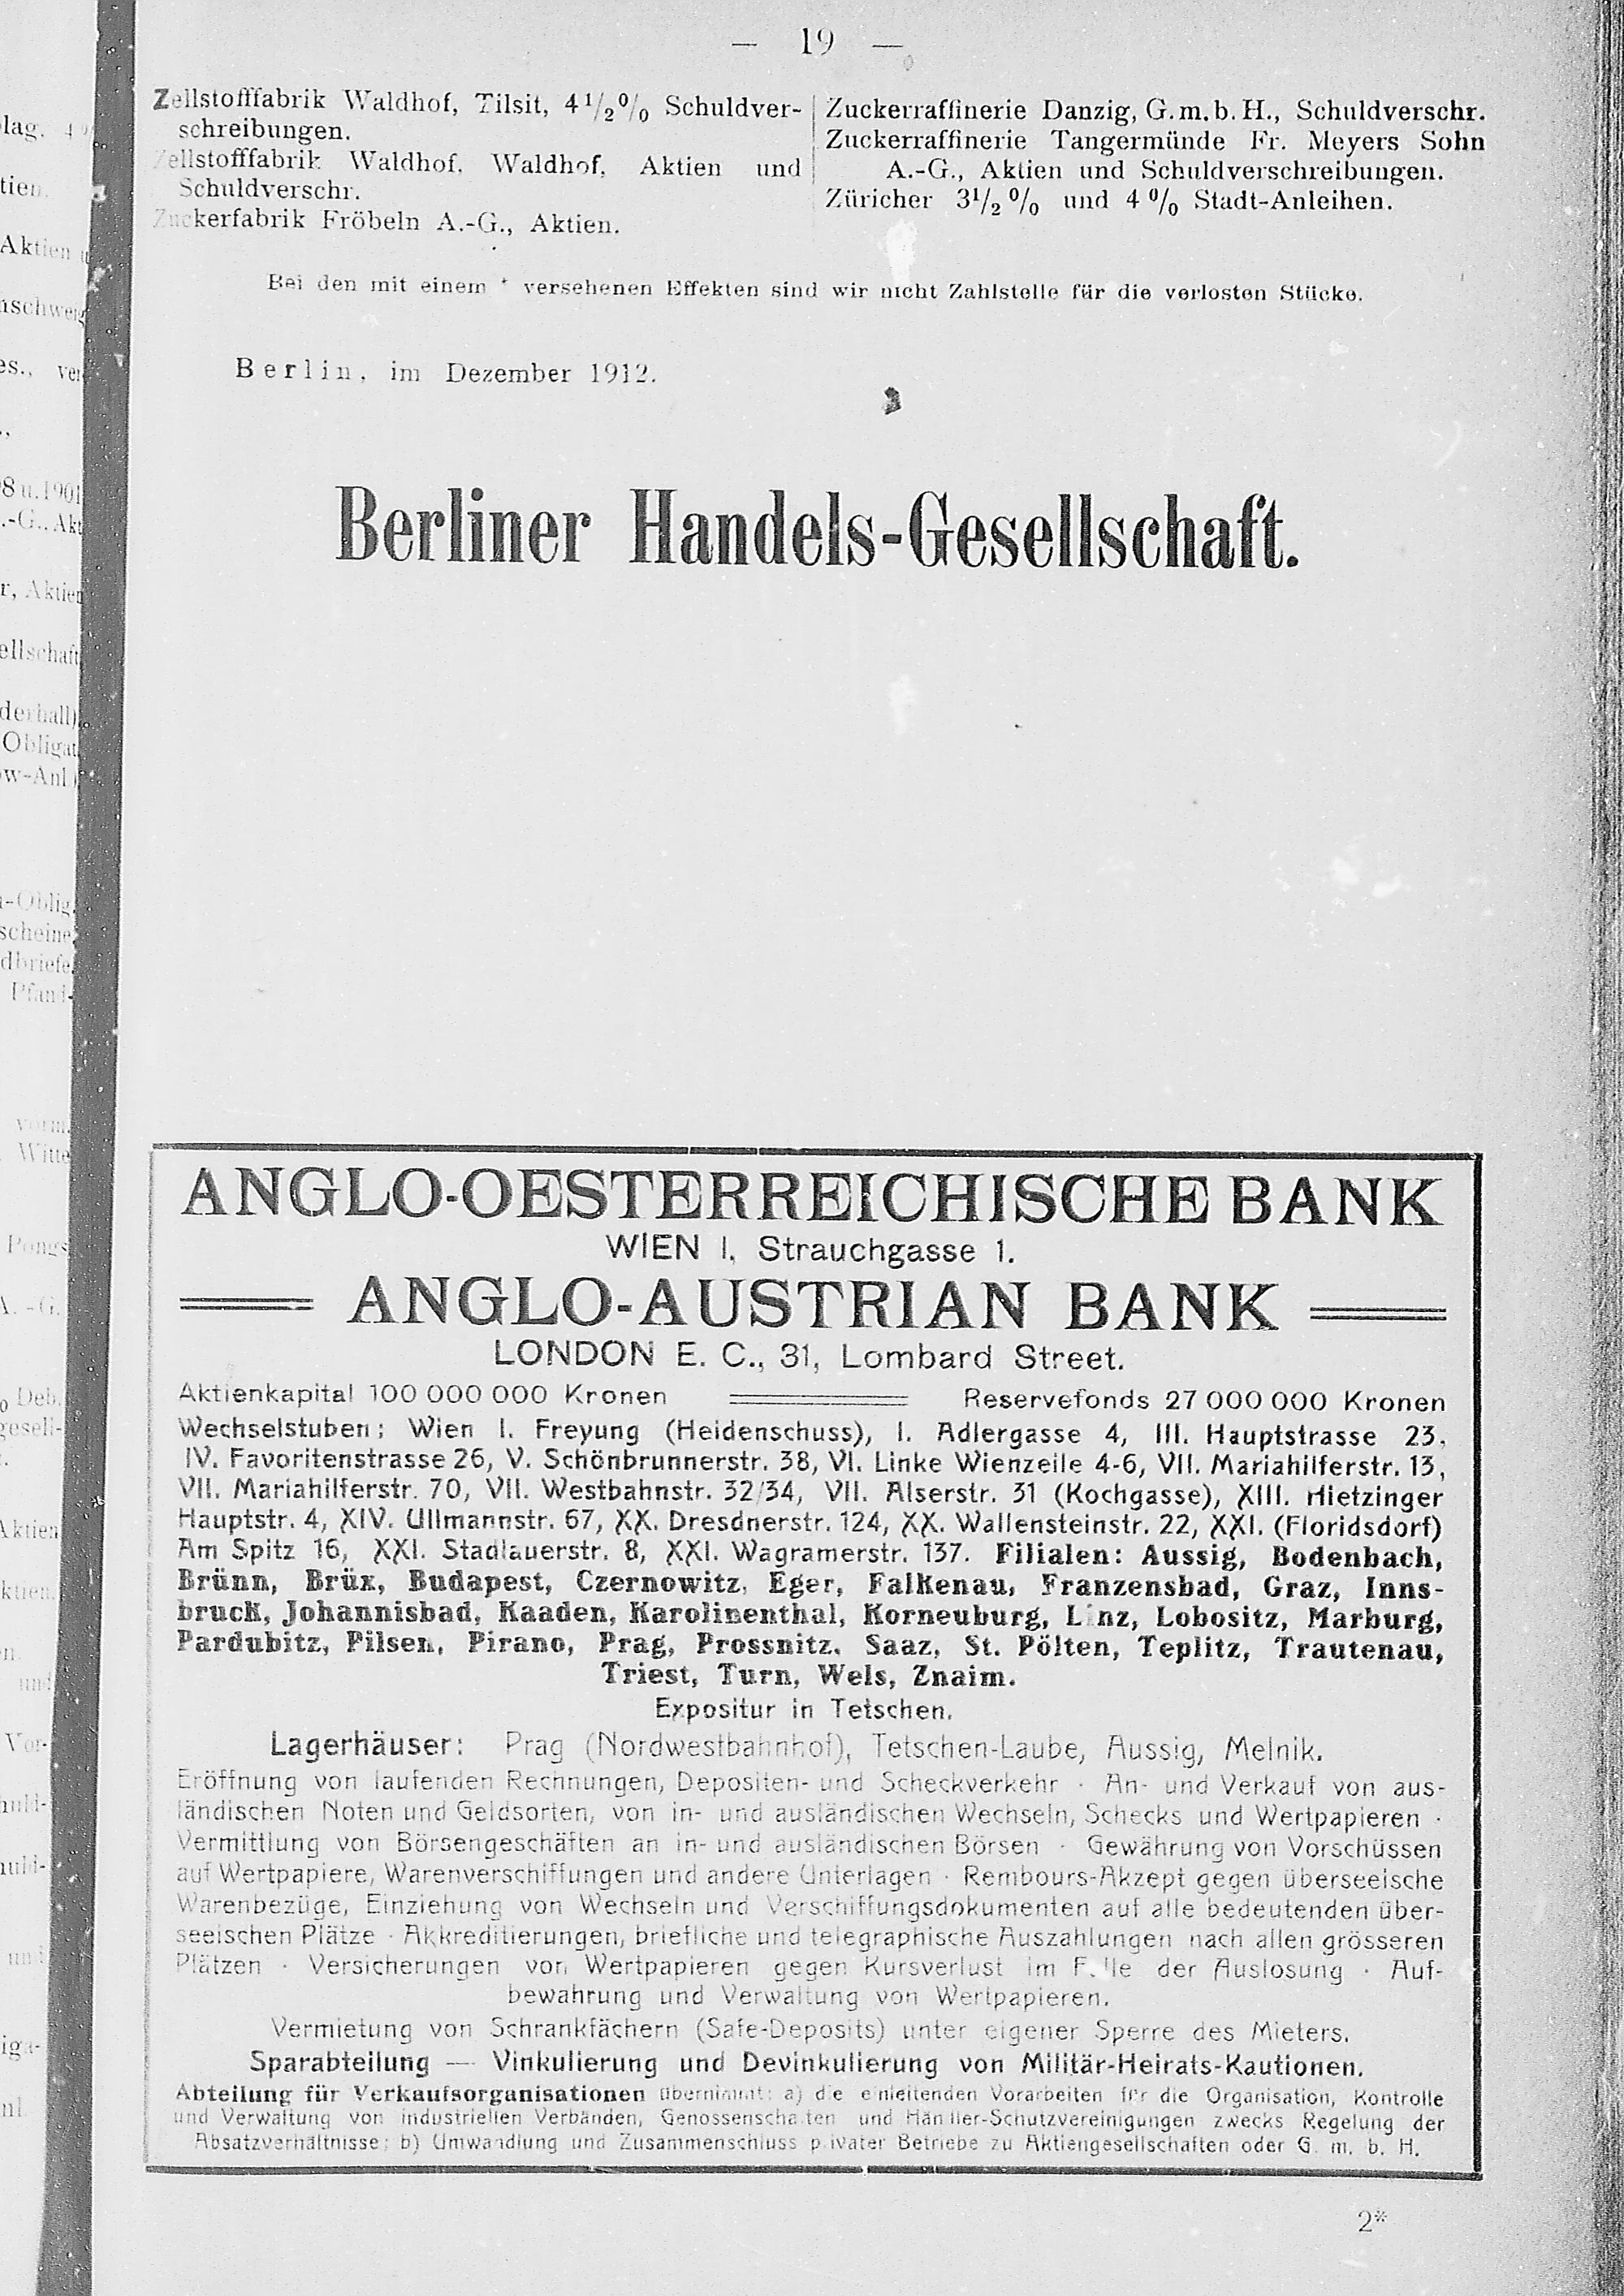 — 19 —
Zellstofffabrik Waldhof, Tilsit, 4½% Schuldver-
schreibungen.
Zellstofffabrik Waldhof, Waldhof, Aktien und
Schuldverschr.
Zuckerfabrik Fröbeln A.-G., Aktien.
Zuckerraffinerie Danzig, G.m.b.H., Schuldverschr.
Zuckerraffinerie Tangermünde Fr. Meyers Sohn
A.-G., Aktien und Schuldverschreibungen.
Züricher 3½% und 4% Stadt-Anleihen.
Bei den mit einem * versehenen Effekten sind wir nicht Zahlstelle für die verlosten Stücke.
Berlin, im Dezember 1912.
Berliner Handels-Gesellschaft.
ANGLO-OESTERREICHISCHE BANK
WIEN I, Strauchgasse 1.
ANGLO-AUSTRIAN BANK
LONDON E. C., 31, Lombard Street.
Aktienkapital 100 000 000 Kronen Reservefonds 27 000 000 Kronen
Wechselstuben: Wien I. Freyung (Heidenschuss), I. Adlergasse 4, III. Hauptstrasse 23,
IV. Favoritenstrasse 26, V. Schönbrunnerstr. 38, VI. Linke Wienzeile 4-6, VII. Mariahilferstr. 13,
VII. Mariahilferstr. 70, VII. Westbahnstr. 32/34, VII. Alserstr. 31 (Kochgasse), XIII. Hietzinger
Hauptstr. 4, XIV. Ullmannstr. 67, XX. Dresdnerstr. 124, XX. Wallensteinstr. 22, XXI. (Floridsdorf)
Am Spitz 16, XXI. Stadlauerstr. 8, XXI. Wagramerstr. 137. Filialen: Aussig, Bodenbach,
Brünn, Brüx, Budapest, Czernowitz, Eger, Falkenau, Franzensbad, Graz, Inns-
bruck, Johannisbad, Kaaden, Karolinenthal, Korneuburg, Linz, Lobositz, Marburg,
Pardubitz, Pilsen, Pirano, Prag, Prossnitz, Saaz, St. Pölten, Teplitz, Trautenau,
Triest, Turn, Wels, Znaim.
Expositur in Tetschen.
Lagerhäuser: Prag (Nordwestbahnhof), Tetschen-Laube, Aussig, Melnik.
Eröffnung von laufenden Rechnungen, Depositen- und Scheckverkehr · An- und Verkauf von aus-
ländischen Noten und Geldsorten, von in- und ausländischen Wechseln, Schecks und Wertpapieren ·
Vermittlung von Börsengeschäften an in- und ausländischen Börsen · Gewährung von Vorschüssen
auf Wertpapiere, Warenverschiffungen und andere Unterlagen · Rembours-Akzept gegen überseeische
Warenbezüge, Einziehung von Wechseln und Verschiffungsdokumenten auf alle bedeutenden über-
seeischen Plätze · Akkreditierungen, briefliche und telegraphische Auszahlungen nach allen grösseren
Plätzen · Versicherungen von Wertpapieren gegen Kursverlust im Falle der Auslosung · Auf-
bewahrung und Verwaltung von Wertpapieren.
Vermietung von Schrankfächern (Safe-Deposits) unter eigener Sperre des Mieters.
Sparabteilung — Vinkulierung und Devinkulierung von Militär-Heirats-Kautionen.
Abteilung für Verkaufsorganisationen übernimmt: a) die einleitenden Vorarbeiten für die Organisation, Kontrolle
und Verwaltung von industriellen Verbänden, Genossenschaften und Händler-Schutzvereinigungen zwecks Regelung der
Absatzverhältnisse; b) Umwandlung und Zusammenschluss privater Betriebe zu Aktiengesellschaften oder G. m. b. H.
2*